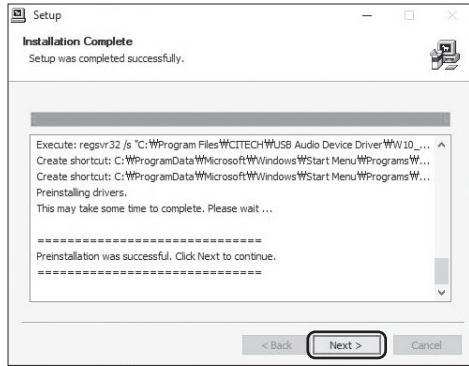 Setup
Installation Complete
Setup was completed successfully.
Execute: regsvr32 /s "C:₩Program Files₩CITECH₩USB Audio Device Driver₩W10_...
Create shortcut: C:₩ProgramData₩Microsoft₩Windows₩Start Menu₩Programs₩...
Create shortcut: C:₩ProgramData₩Microsoft₩Windows₩Start Menu₩Programs₩...
Preinstalling drivers.
This may take some time to complete. Please wait ...
==============================
Preinstallation was successful. Click Next to continue.
==============================
< Back Next > Cancel